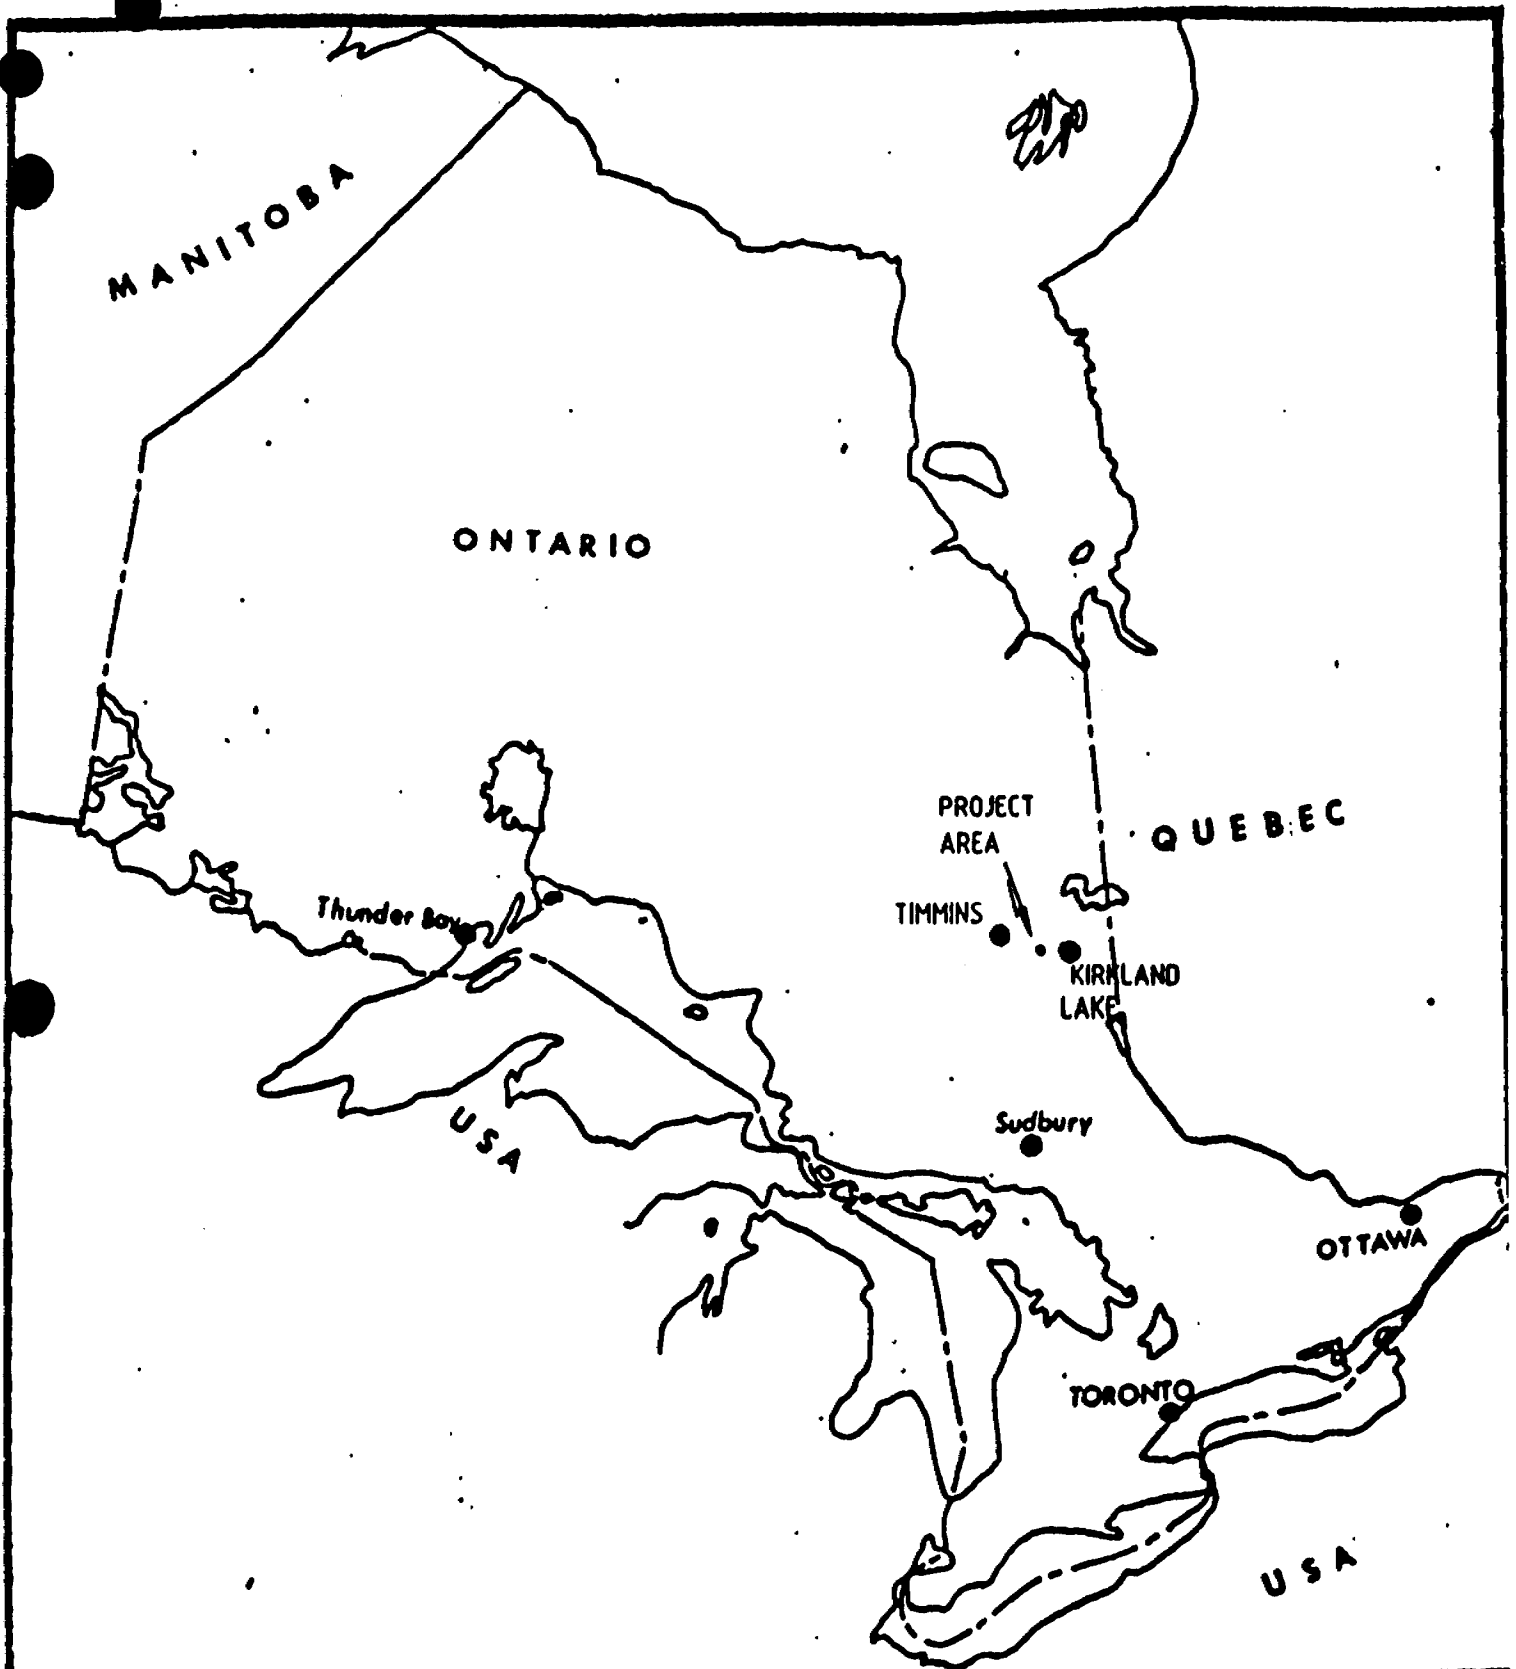 MANITOBA
ONTARIO
PROJECT
AREA
QUEBEC
TIMMINS
Thunder Bay
KIRKLAND
LAKE
USA
Sudbury
OTTAWA
TORONTO
USA